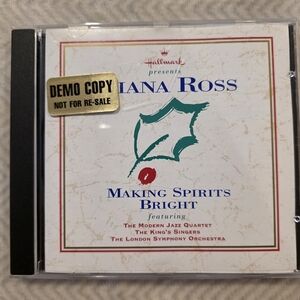 Hallmark
presents
DIANA ROSS
DEMO COPY
NOT FOR RE-SALE
MAKING SPIRITS
BRIGHT
featuring
THE MODERN JAZZ QUARTET
THE KING'S SINGERS
THE LONDON SYMPHONY ORCHESTRA